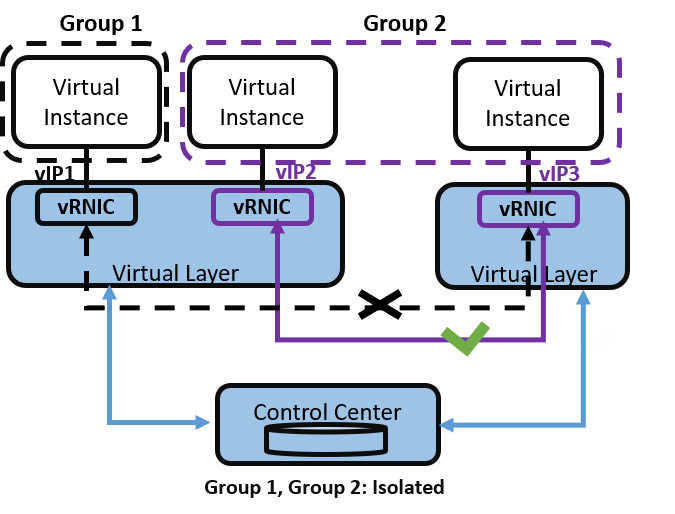 Group 1
Group 2
Virtual
Instance
Virtual
Instance
Virtual
Instance
vIP1
vIP2
vIP3
vRNIC
vRNIC
vRNIC
Virtual Layer
Virtual Layer
Control Center
Group 1, Group 2: Isolated